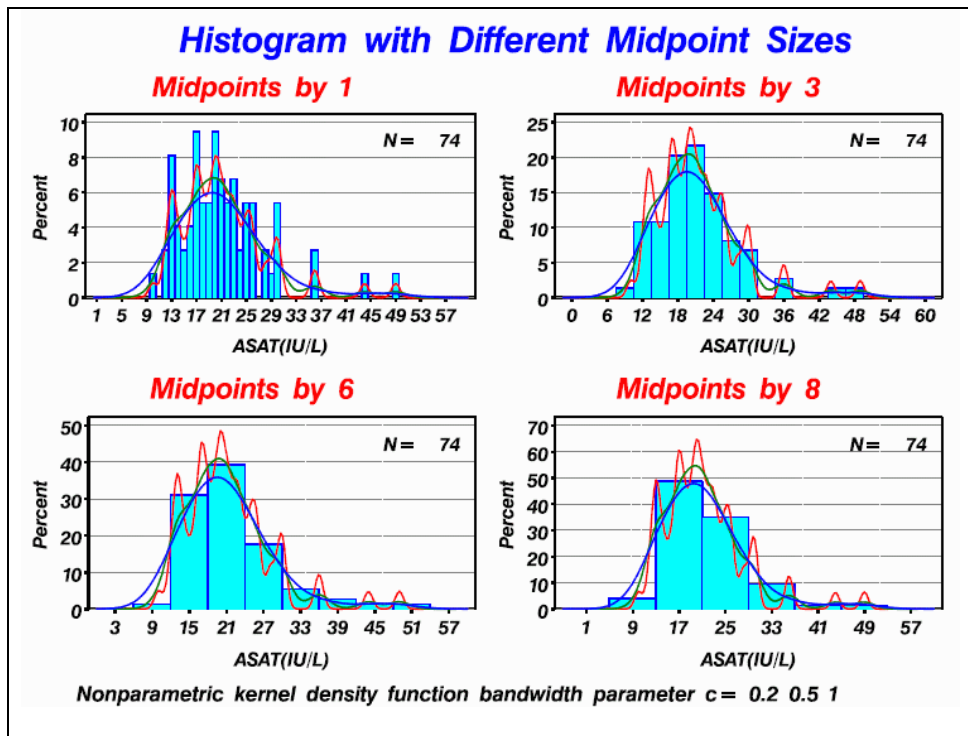 Histogram with Different Midpoint Sizes
Midpoints by 1
10
8
6
4
2
0
Percent
N= 74
1 5 9 13 17 21 25 29 33 37 41 45 49 53 57
ASAT(IU/L)
Midpoints by 3
25
20
15
10
5
0
Percent
N= 74
0 6 12 18 24 30 36 42 48 54 60
ASAT(IU/L)
Midpoints by 6
50
40
30
20
10
0
Percent
N= 74
3 9 15 21 27 33 39 45 51 57
ASAT(IU/L)
Midpoints by 8
70
60
50
40
30
20
10
0
Percent
N= 74
1 9 17 25 33 41 49 57
ASAT(IU/L)
Nonparametric kernel density function bandwidth parameter c= 0.2 0.5 1